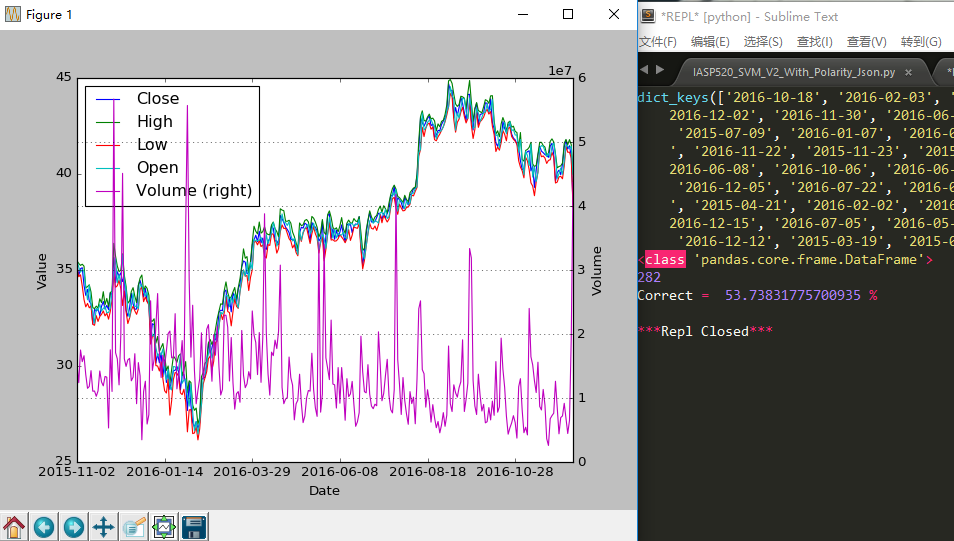 Figure 1
1e7
45
40
35
30
25
Close
High
Low
Open
Volume (right)
6
5
4
3
2
1
0
Value
Volume
2015-11-02 2016-01-14 2016-03-29 2016-06-08 2016-08-18 2016-10-28
Date
*REPL* [python] - Sublime Text
文件(F) 编辑(E) 选择(S) 查找(I) 查看(V) 转到(G)
IASP520_SVM_V2_With_Polarity_Json.py ×
dict_keys(['2016-10-18', '2016-02-03', '
2016-12-02', '2016-11-30', '2016-06-
'2015-07-09', '2016-01-07', '2016-0
', '2016-11-22', '2015-11-23', '2015
2016-06-08', '2016-10-06', '2016-06-
'2016-12-05', '2016-07-22', '2016-0
', '2015-04-21', '2016-02-02', '2016
2016-12-15', '2016-07-05', '2016-05-
'2016-12-12', '2015-03-19', '2015-0
<class 'pandas.core.frame.DataFrame'>
282
Correct =  53.73831775700935 %
***Repl Closed***